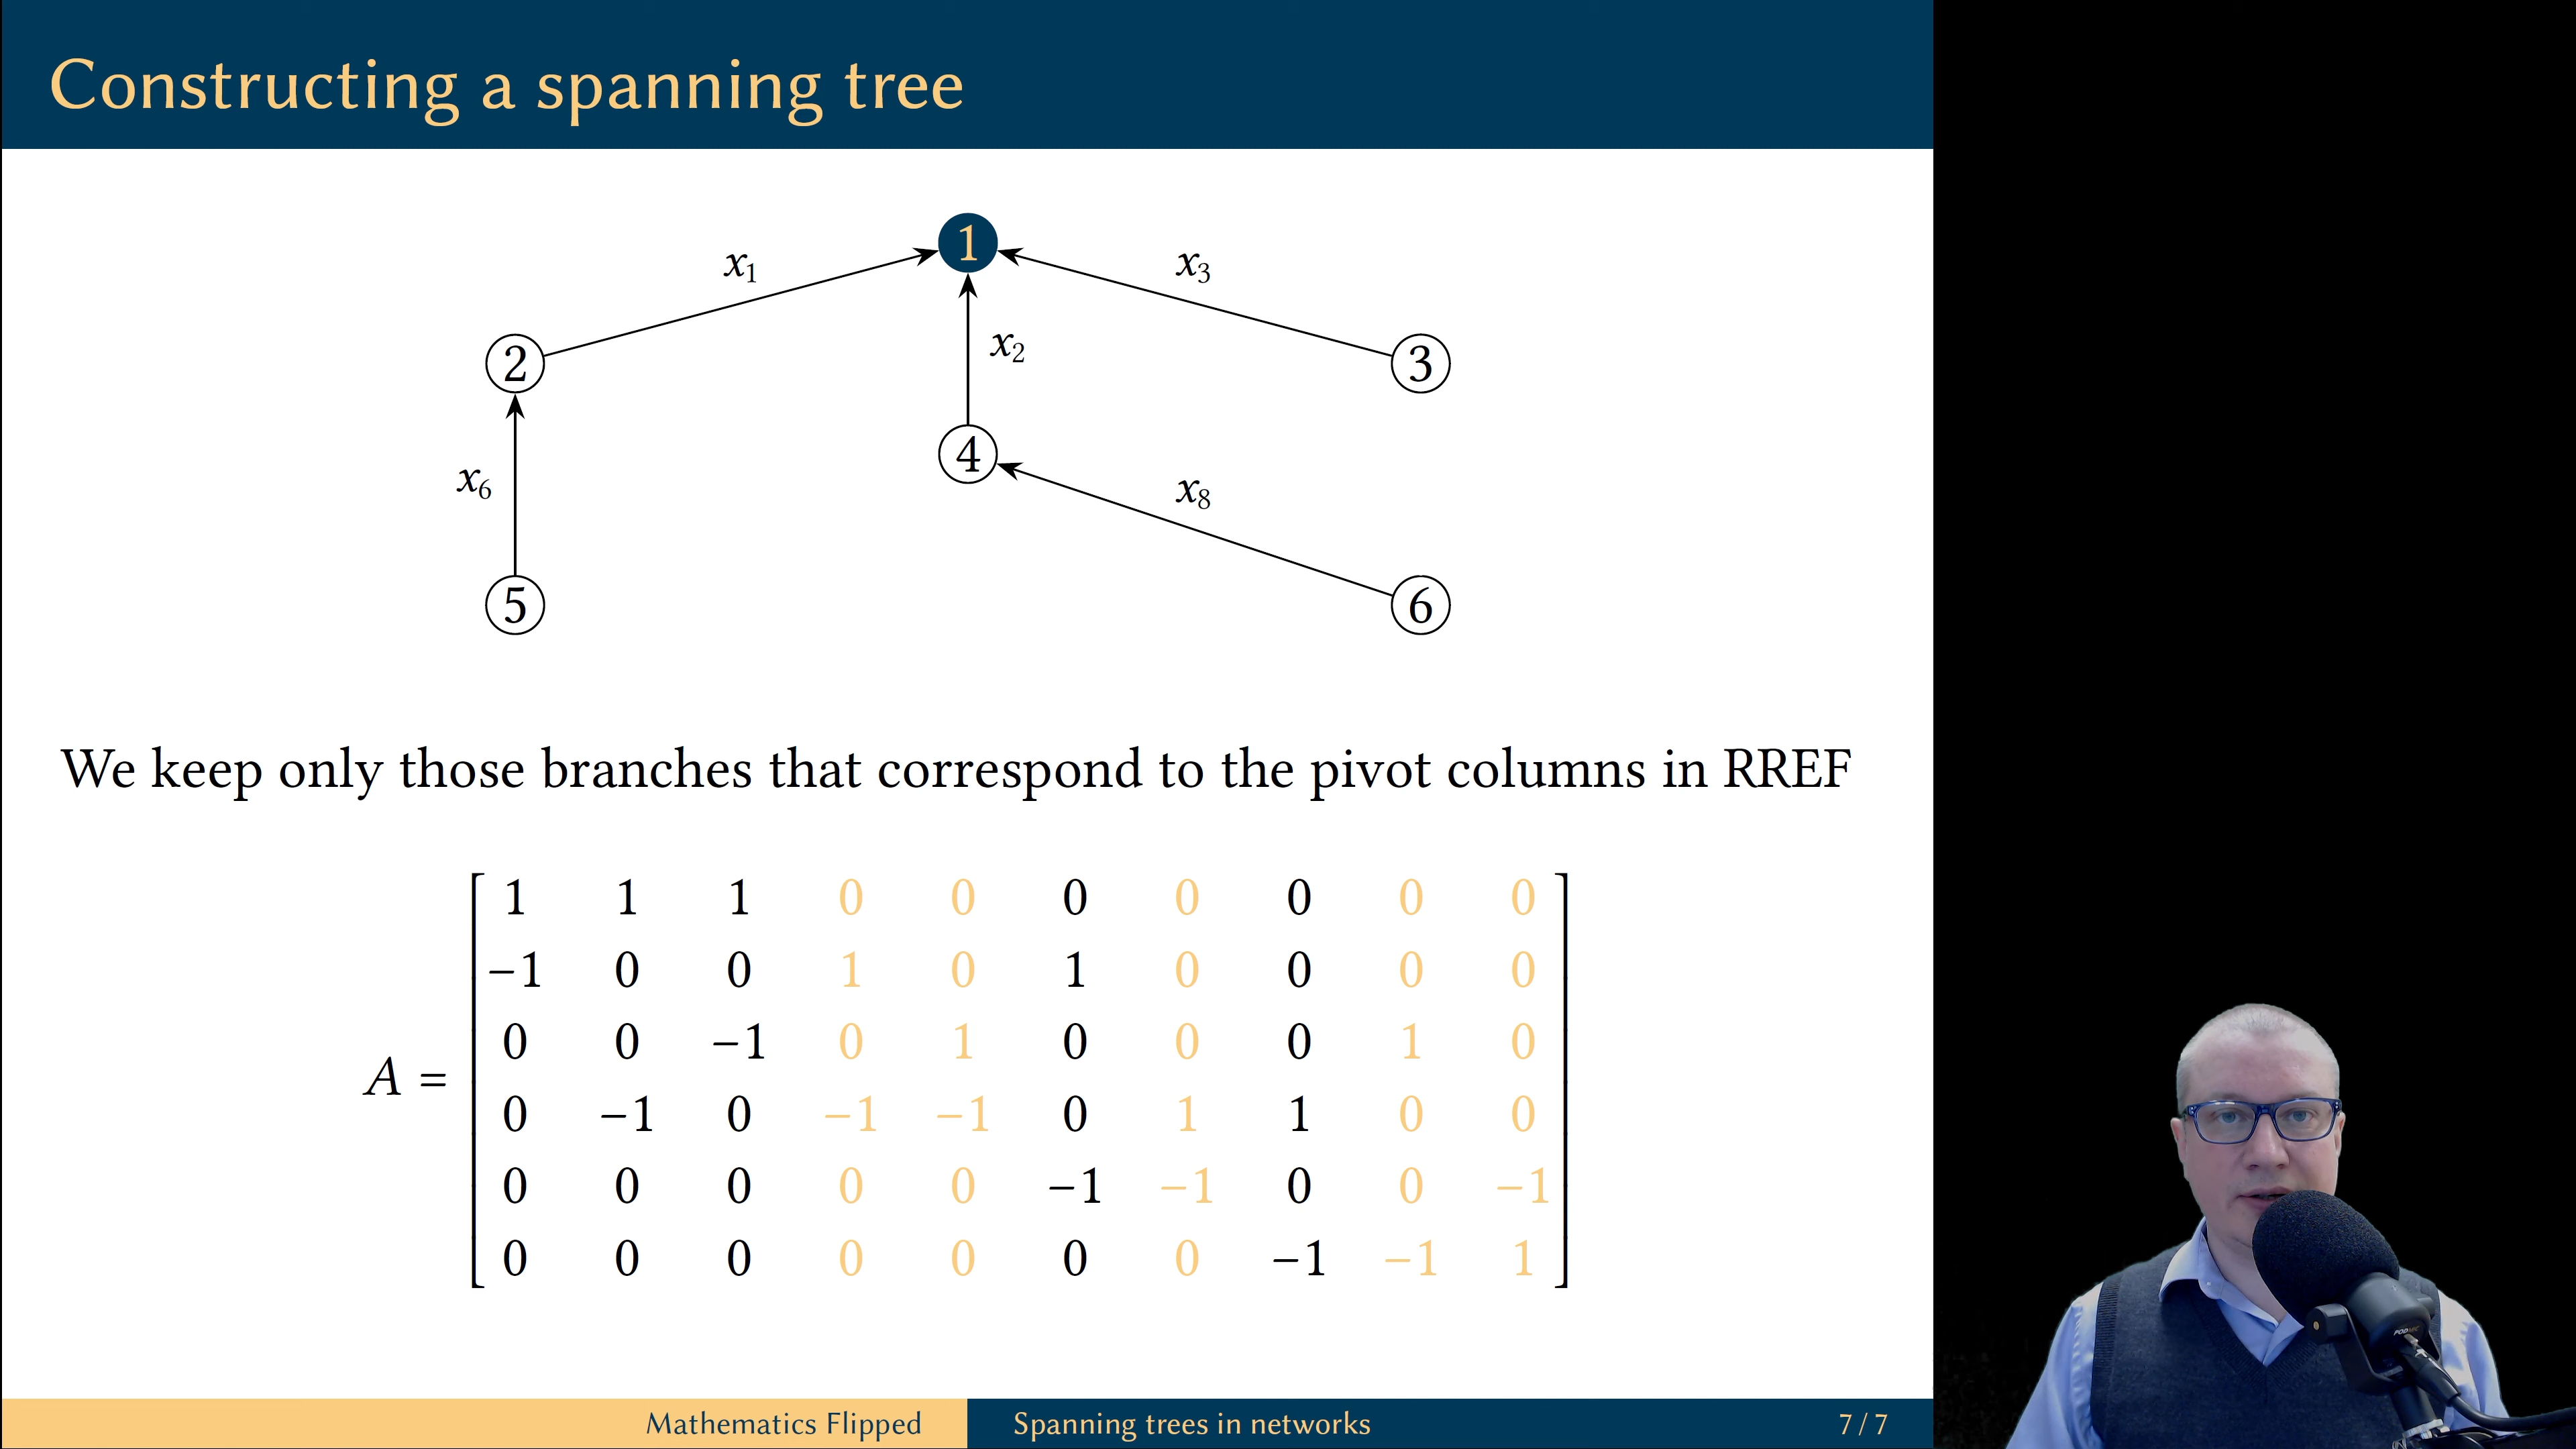 Constructing a spanning tree
1
x₁
x₃
x₂
2
3
4
x₆
x₈
5
6
We keep only those branches that correspond to the pivot columns in RREF
A =
1 1 1 0 0 0 0 0 0 0
−1 0 0 1 0 1 0 0 0 0
0 0 −1 0 1 0 0 0 1 0
0 −1 0 −1 −1 0 1 1 0 0
0 0 0 0 0 −1 −1 0 0 −1
0 0 0 0 0 0 0 −1 −1 1
Mathematics Flipped
Spanning trees in networks
7 / 7